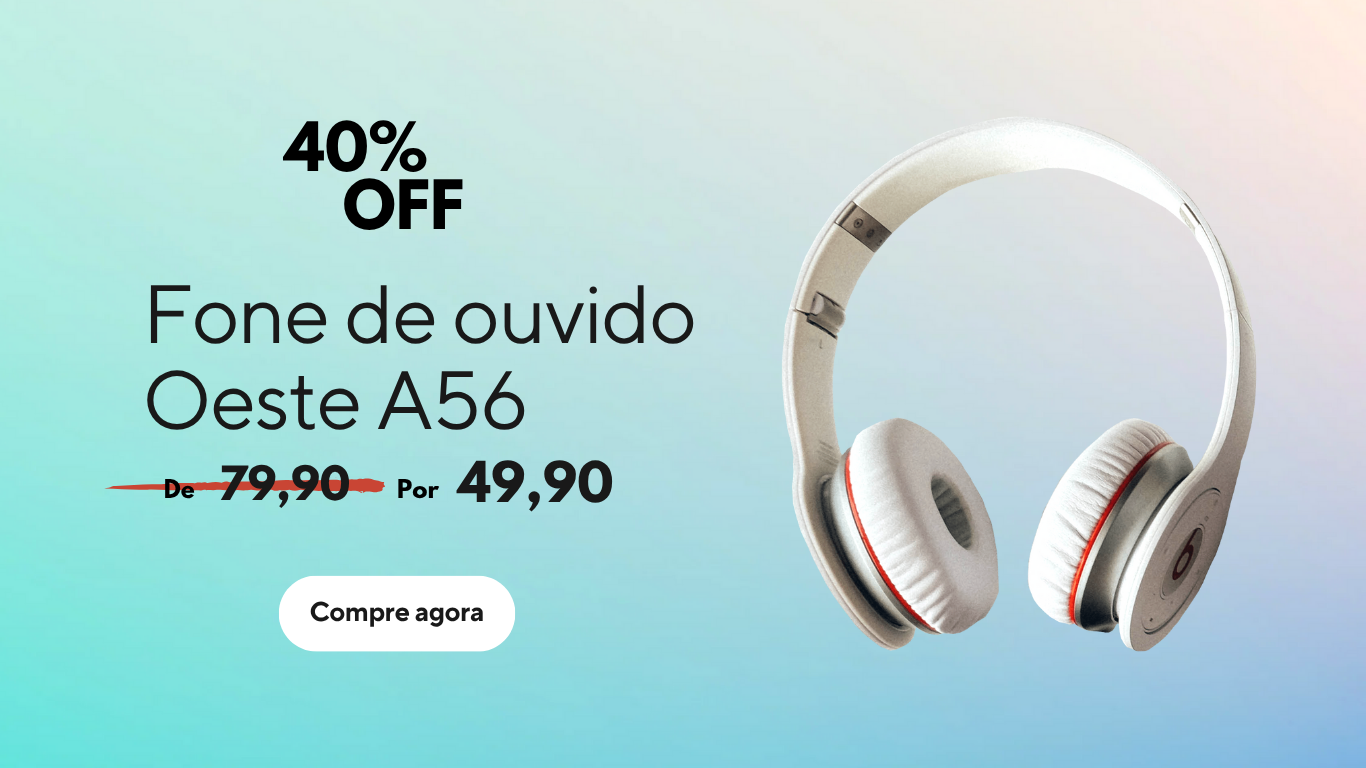 40%
OFF
Fone de ouvido
Oeste A56
De 79,90 Por 49,90
Compre agora